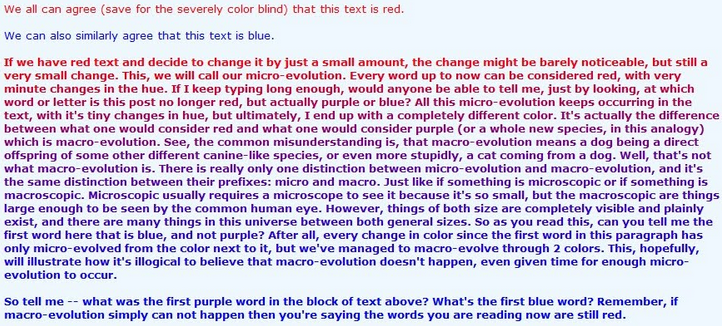 We all can agree (save for the severely color blind) that this text is red.
We can also similarly agree that this text is blue.
If we have red text and decide to change it by just a small amount, the change might be barely noticeable, but still a
very small change. This, we will call our micro-evolution. Every word up to now can be considered red, with very
minute changes in the hue. If I keep typing long enough, would anyone be able to tell me, just by looking, at which
word or letter is this post no longer red, but actually purple or blue? All this micro-evolution keeps occurring in the
text, with it's tiny changes in hue, but ultimately, I end up with a completely different color. It's actually the difference
between what one would consider red and what one would consider purple (or a whole new species, in this analogy)
which is macro-evolution. See, the common misunderstanding is, that macro-evolution means a dog being a direct
offspring of some other different canine-like species, or even more stupidly, a cat coming from a dog. Well, that's not
what macro-evolution is. There is really only one distinction between micro-evolution and macro-evolution, and it's
the same distinction between their prefixes: micro and macro. Just like if something is microscopic or if something is
macroscopic. Microscopic usually requires a microscope to see it because it's so small, but the macroscopic are things
large enough to be seen by the common human eye. However, things of both size are completely visible and plainly
exist, and there are many things in this universe between both general sizes. So as you read this, can you tell me the
first word here that is blue, and not purple? After all, every change in color since the first word in this paragraph has
only micro-evolved from the color next to it, but we've managed to macro-evolve through 2 colors. This, hopefully,
will illustrate how it's illogical to believe that macro-evolution doesn't happen, even given time for enough micro-
evolution to occur.
So tell me -- what was the first purple word in the block of text above? What's the first blue word? Remember, if
macro-evolution simply can not happen then you're saying the words you are reading now are still red.